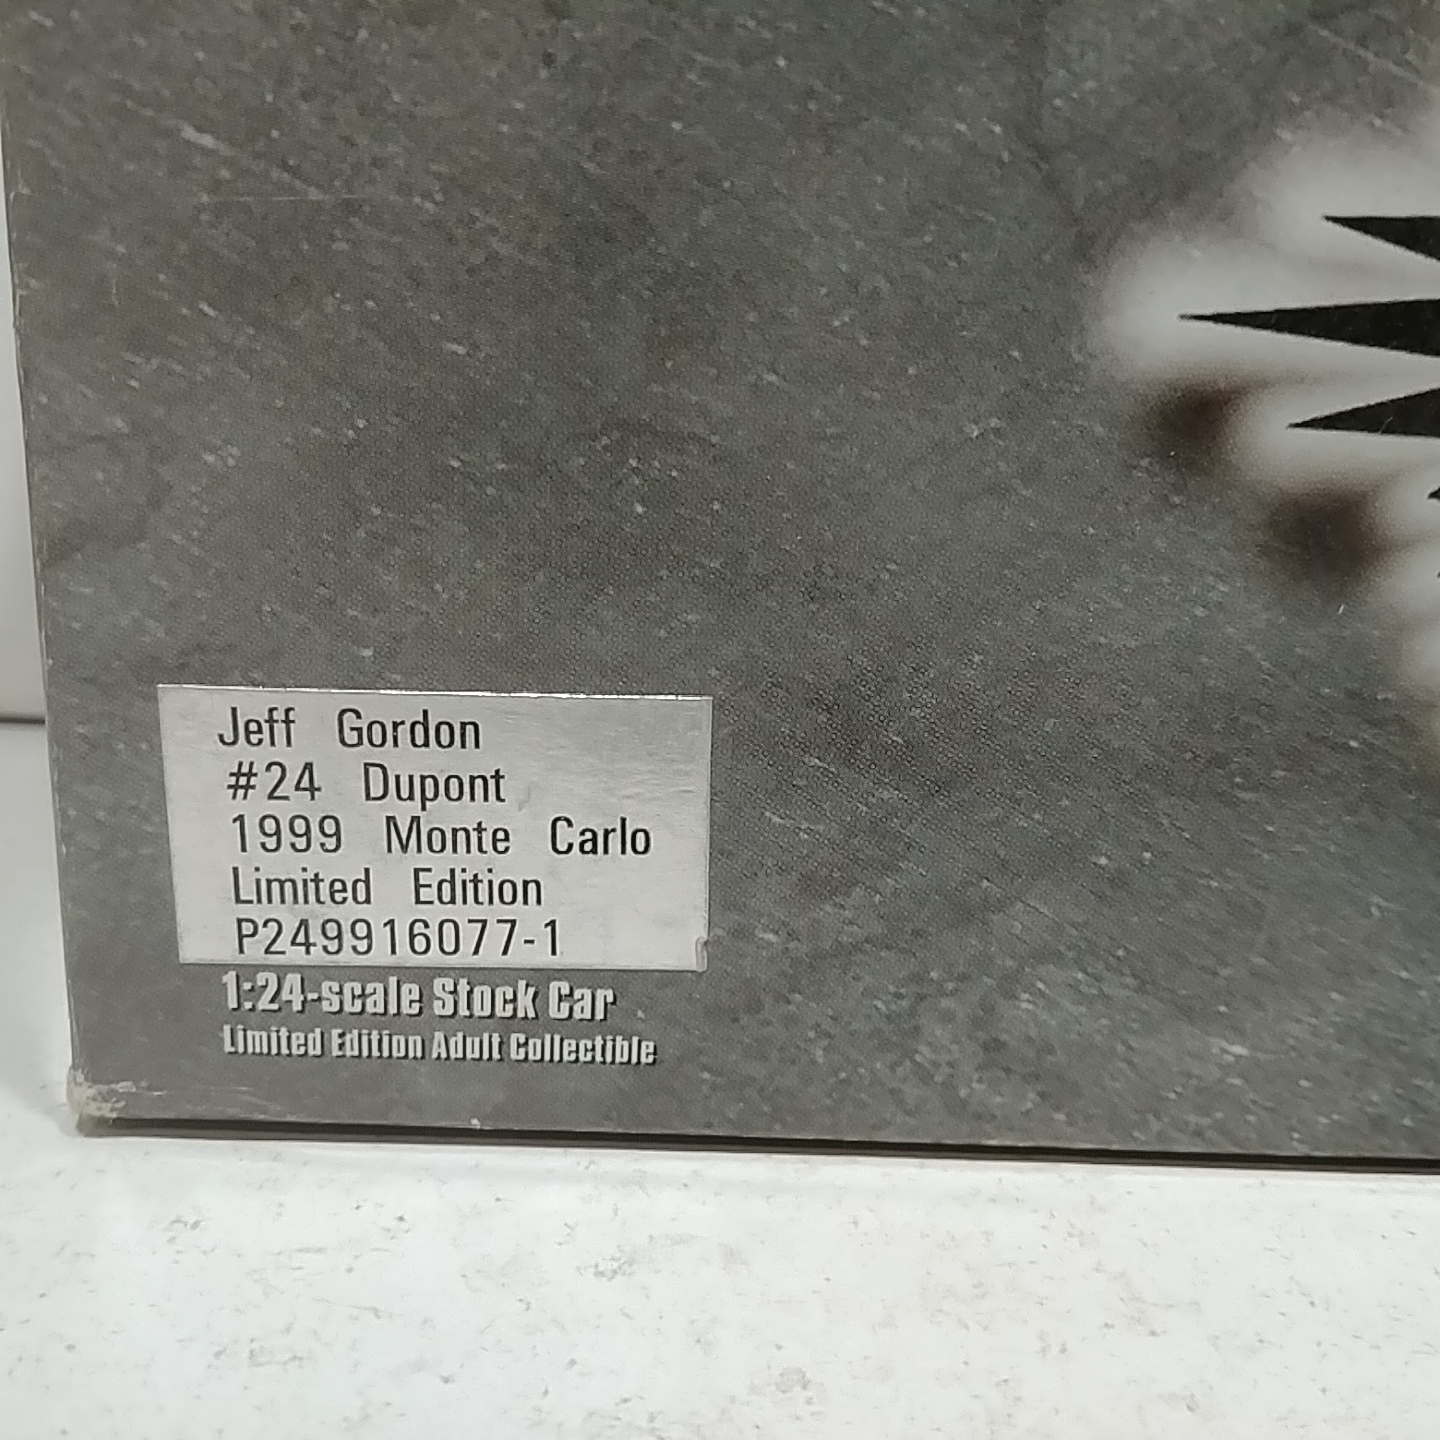 Jeff Gordon
#24 Dupont
1999 Monte Carlo
Limited Edition
P249916077-1
1:24-scale Stock Car
Limited Edition Adult Collectible